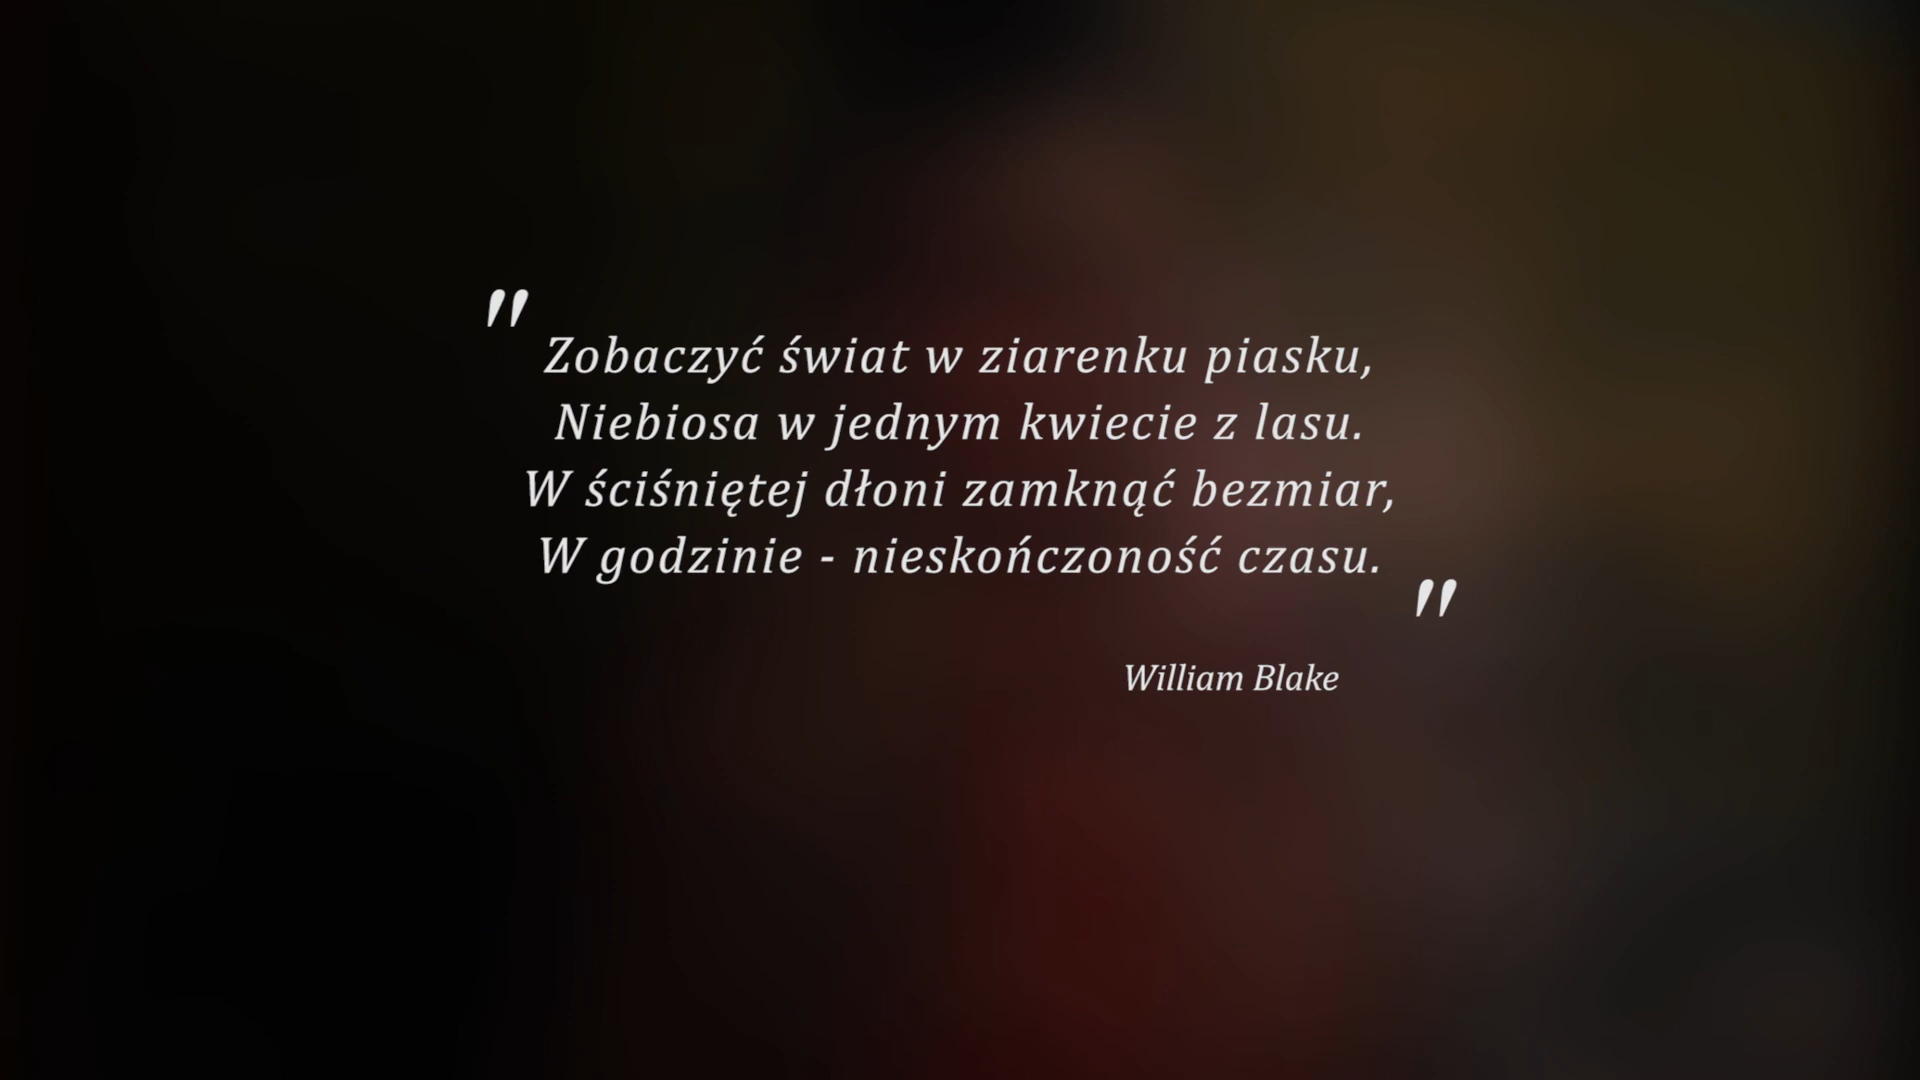 "Zobaczyć świat w ziarenku piasku,
Niebiosa w jednym kwiecie z lasu.
W ściśniętej dłoni zamknąć bezmiar,
W godzinie - nieskończoność czasu."
William Blake